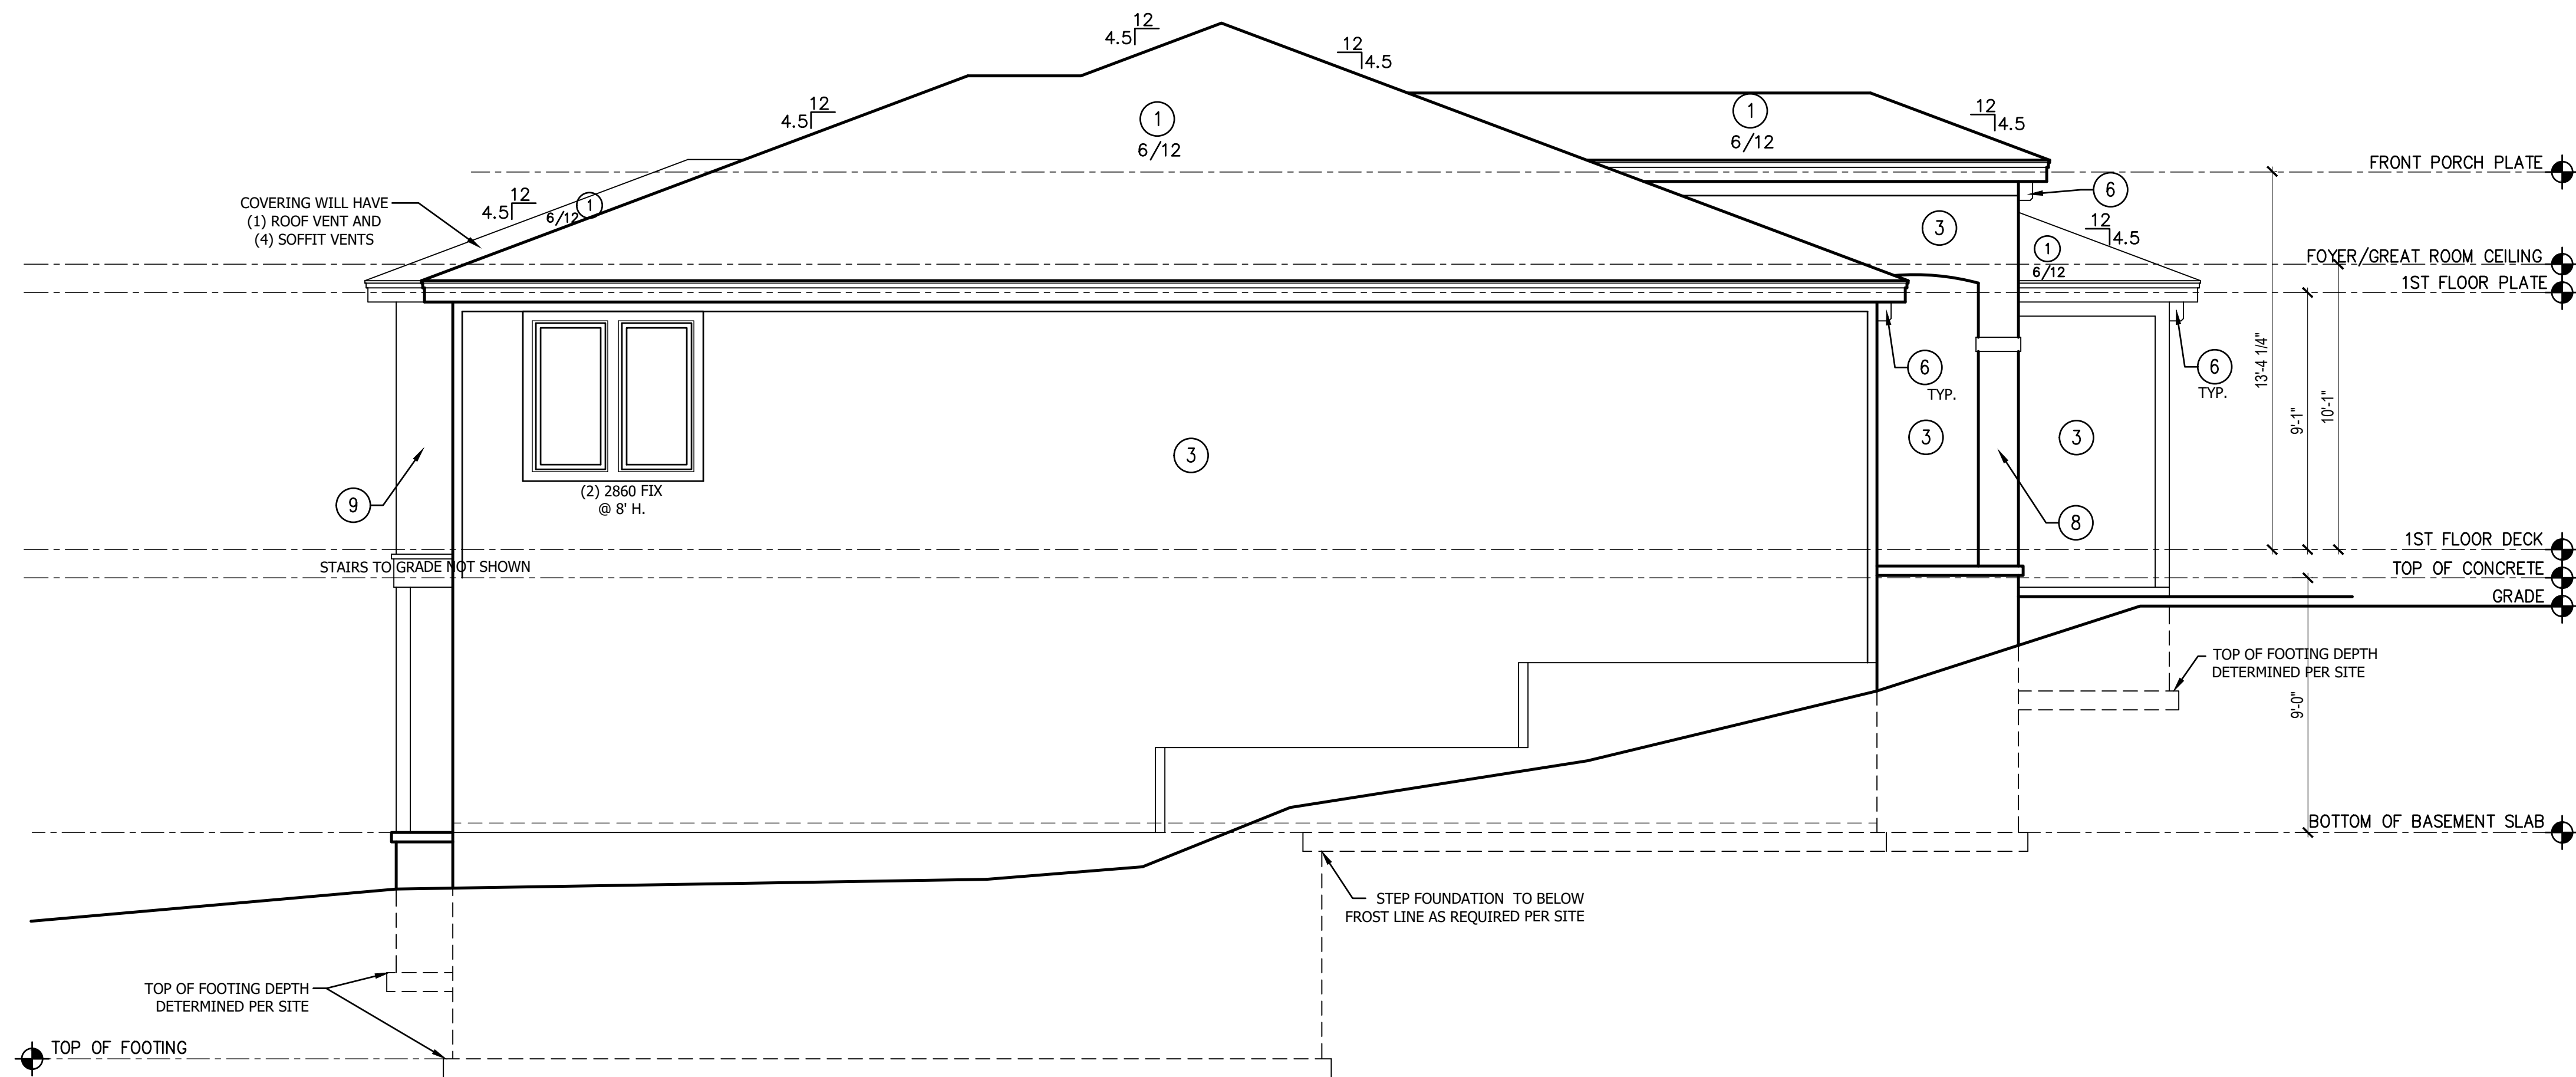 12
4.5
12
4.5
12
4.5
12
4.5
12
4.5
12
4.5
1
6/12
1
6/12
1
6/12
1
6/12
COVERING WILL HAVE
(1) ROOF VENT AND
(4) SOFFIT VENTS
FRONT PORCH PLATE
6
3
FOYER/GREAT ROOM CEILING
1ST FLOOR PLATE
6
TYP.
6
TYP.
13'-4 1/4"
9'-1"
10'-1"
3
3
3
9
(2) 2860 FIX
@ 8' H.
8
1ST FLOOR DECK
STAIRS TO GRADE NOT SHOWN
TOP OF CONCRETE
GRADE
TOP OF FOOTING DEPTH
DETERMINED PER SITE
9'-0"
BOTTOM OF BASEMENT SLAB
STEP FOUNDATION TO BELOW
FROST LINE AS REQUIRED PER SITE
TOP OF FOOTING DEPTH
DETERMINED PER SITE
TOP OF FOOTING